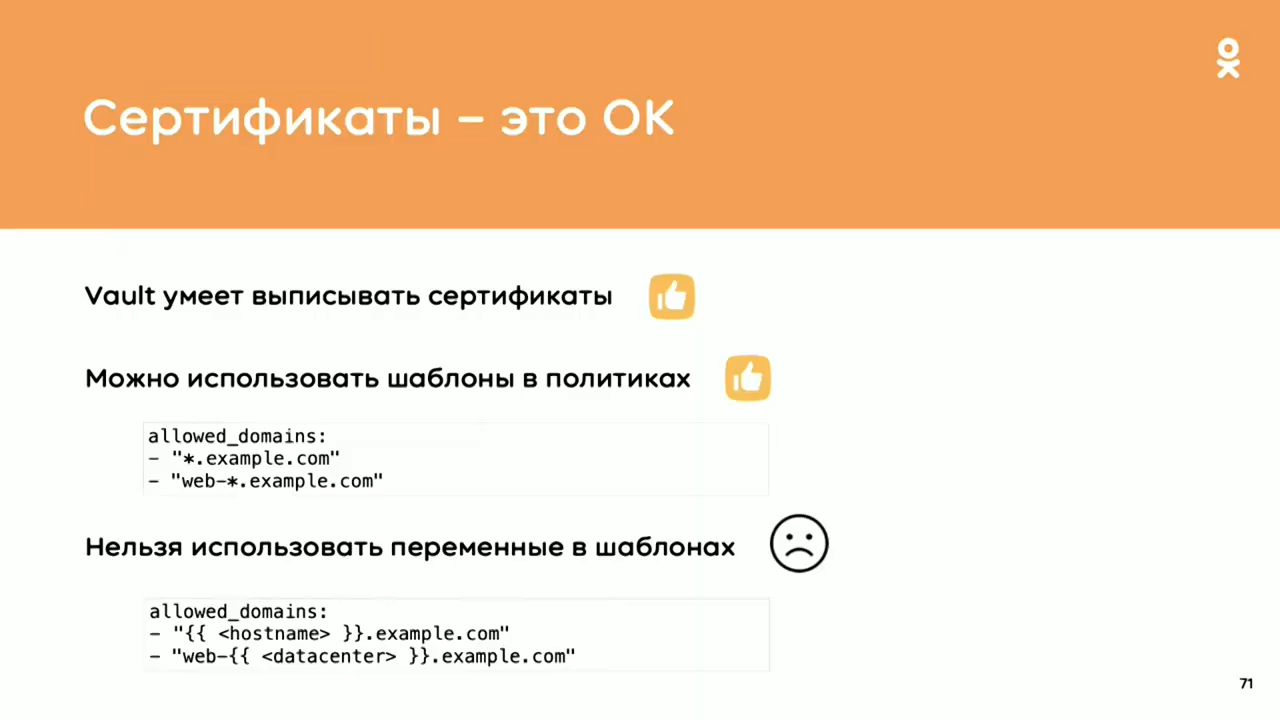 Сертификаты – это ОК
Vault умеет выписывать сертификаты
Можно использовать шаблоны в политиках
allowed_domains:
- "*.example.com"
- "web-*.example.com"
Нельзя использовать переменные в шаблонах
allowed_domains:
- "{{ <hostname> }}.example.com"
- "web-{{ <datacenter> }}.example.com"
71